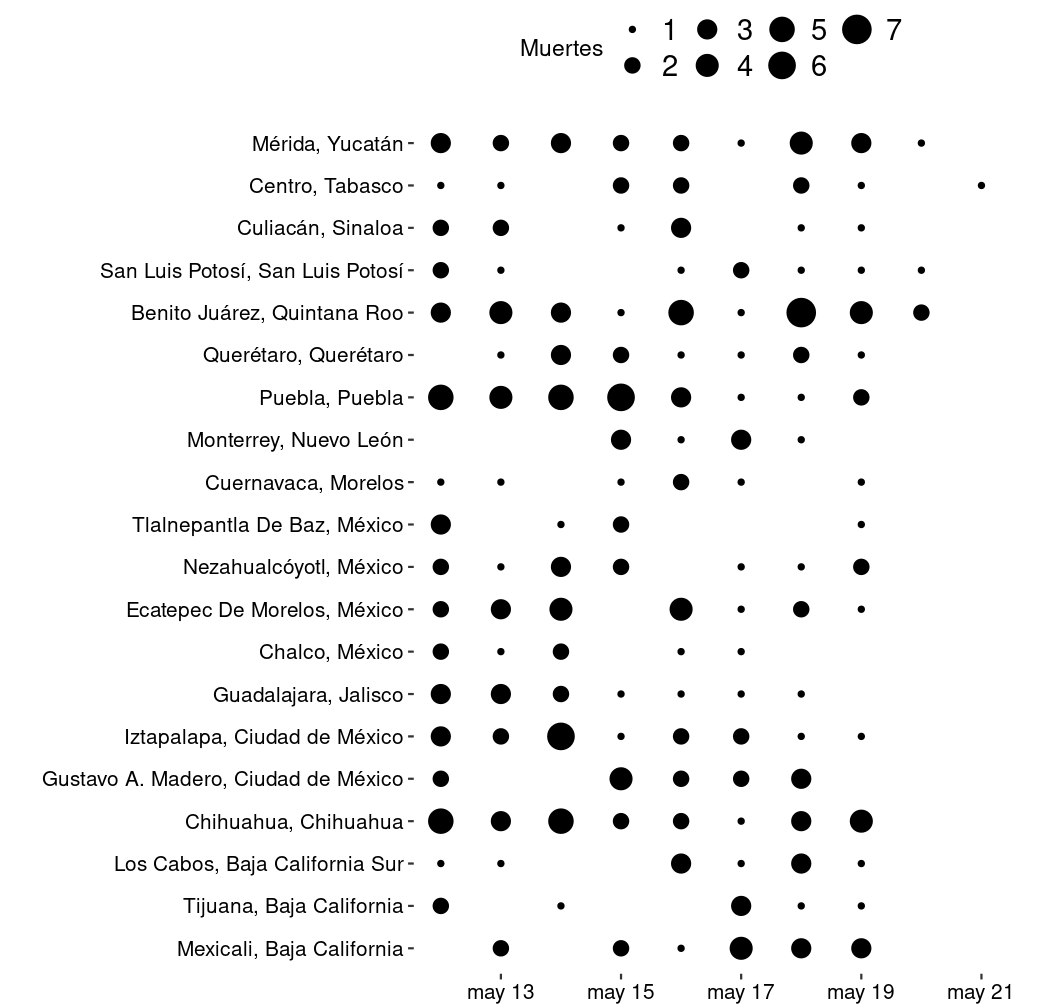 Muertes
1 3 5 7
2 4 6
Mérida, Yucatán
Centro, Tabasco
Culiacán, Sinaloa
San Luis Potosí, San Luis Potosí
Benito Juárez, Quintana Roo
Querétaro, Querétaro
Puebla, Puebla
Monterrey, Nuevo León
Cuernavaca, Morelos
Tlalnepantla De Baz, México
Nezahualcóyotl, México
Ecatepec De Morelos, México
Chalco, México
Guadalajara, Jalisco
Iztapalapa, Ciudad de México
Gustavo A. Madero, Ciudad de México
Chihuahua, Chihuahua
Los Cabos, Baja California Sur
Tijuana, Baja California
Mexicali, Baja California
may 13 may 15 may 17 may 19 may 21